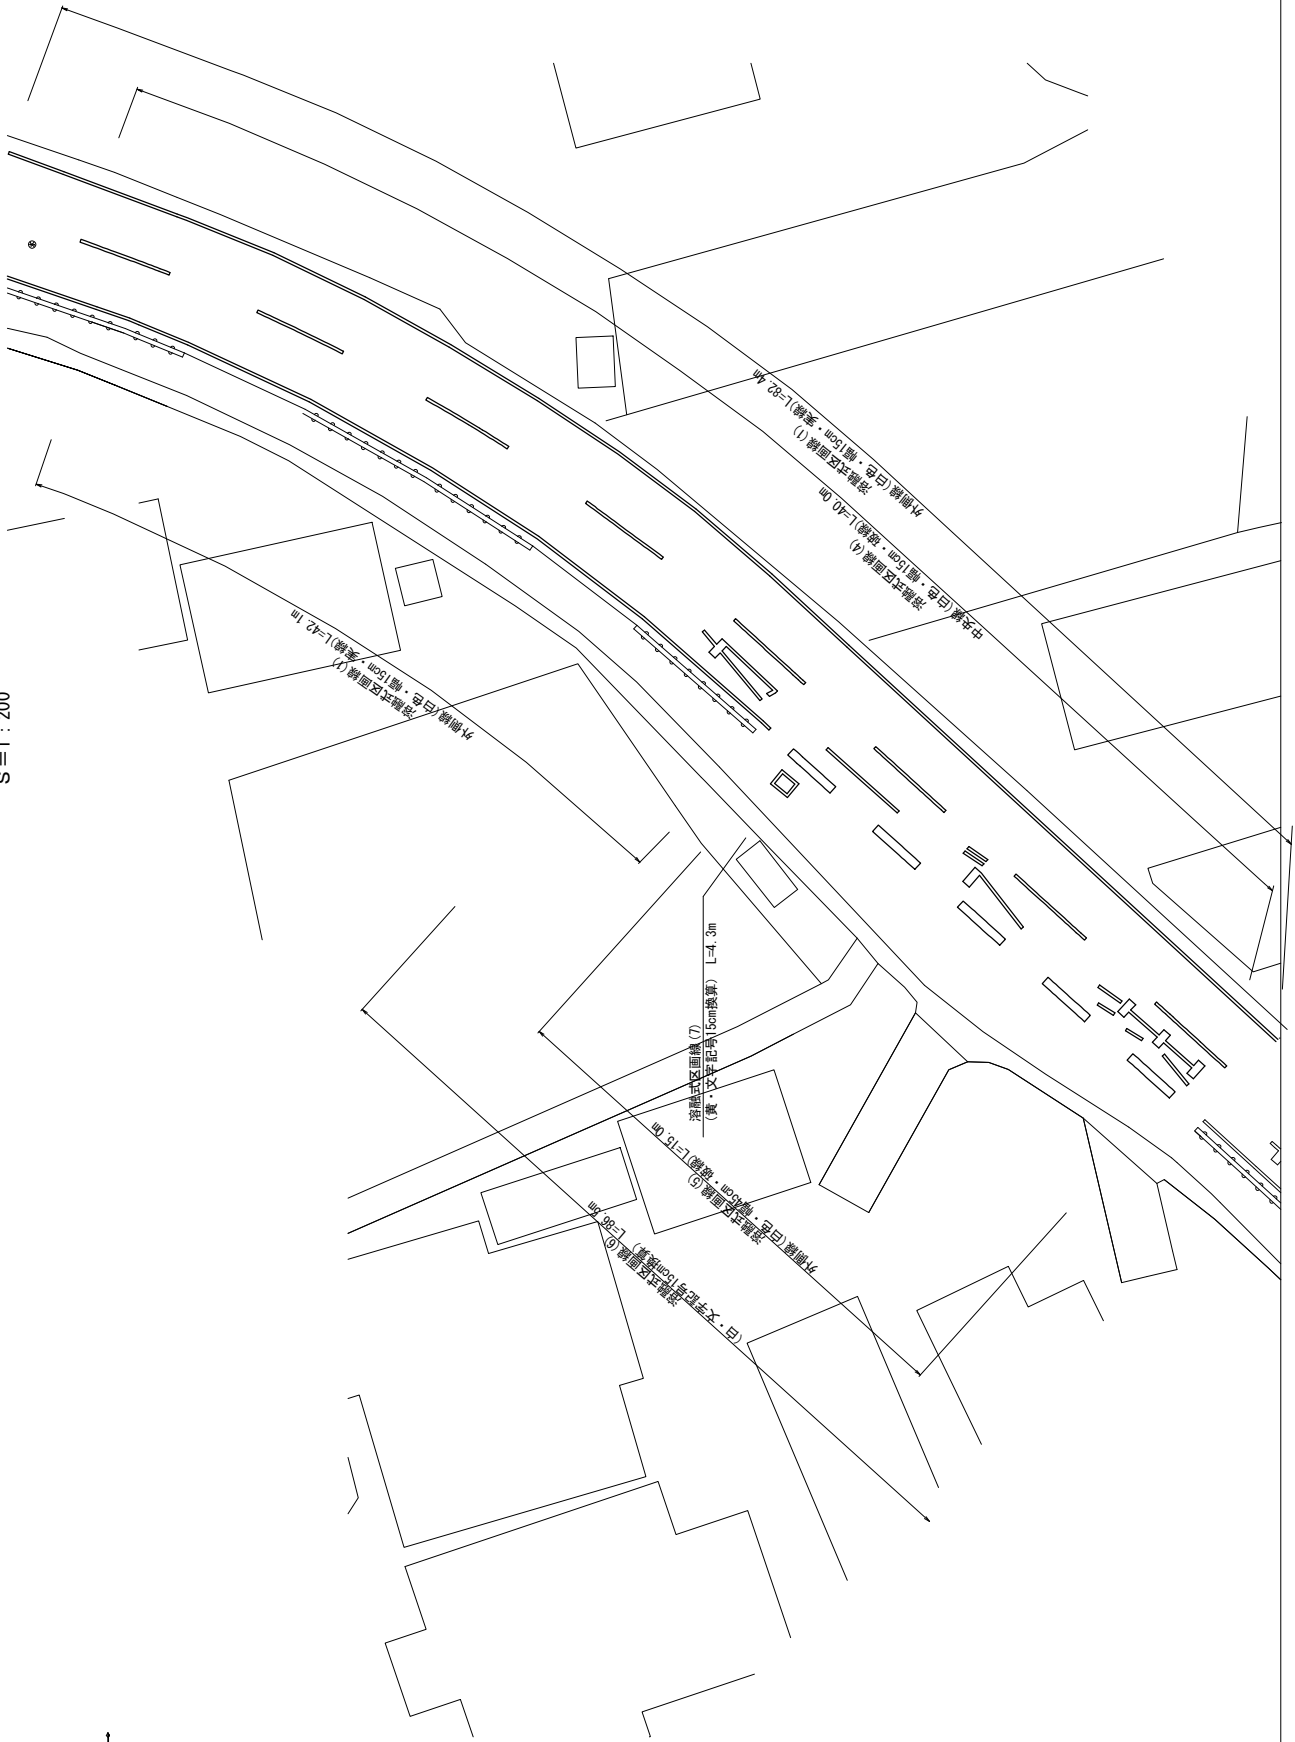 S＝1：200
溶融式区画線(1)
外側線(白色・幅15cm・実線)L=82.4m
溶融式区画線(4)
中央線(白色・幅15cm・破線)L=40.0m
溶融式区画線(1)
外側線(白色・幅15cm・実線)L=42.1m
溶融式区画線(7)
(黄・文字記号15cm換算) L=4.3m
溶融式区画線(5)
外側線(白色・幅45cm・破線)L=15.0m
溶融式区画線(6)
(白・文字記号15cm換算) L=86.6m